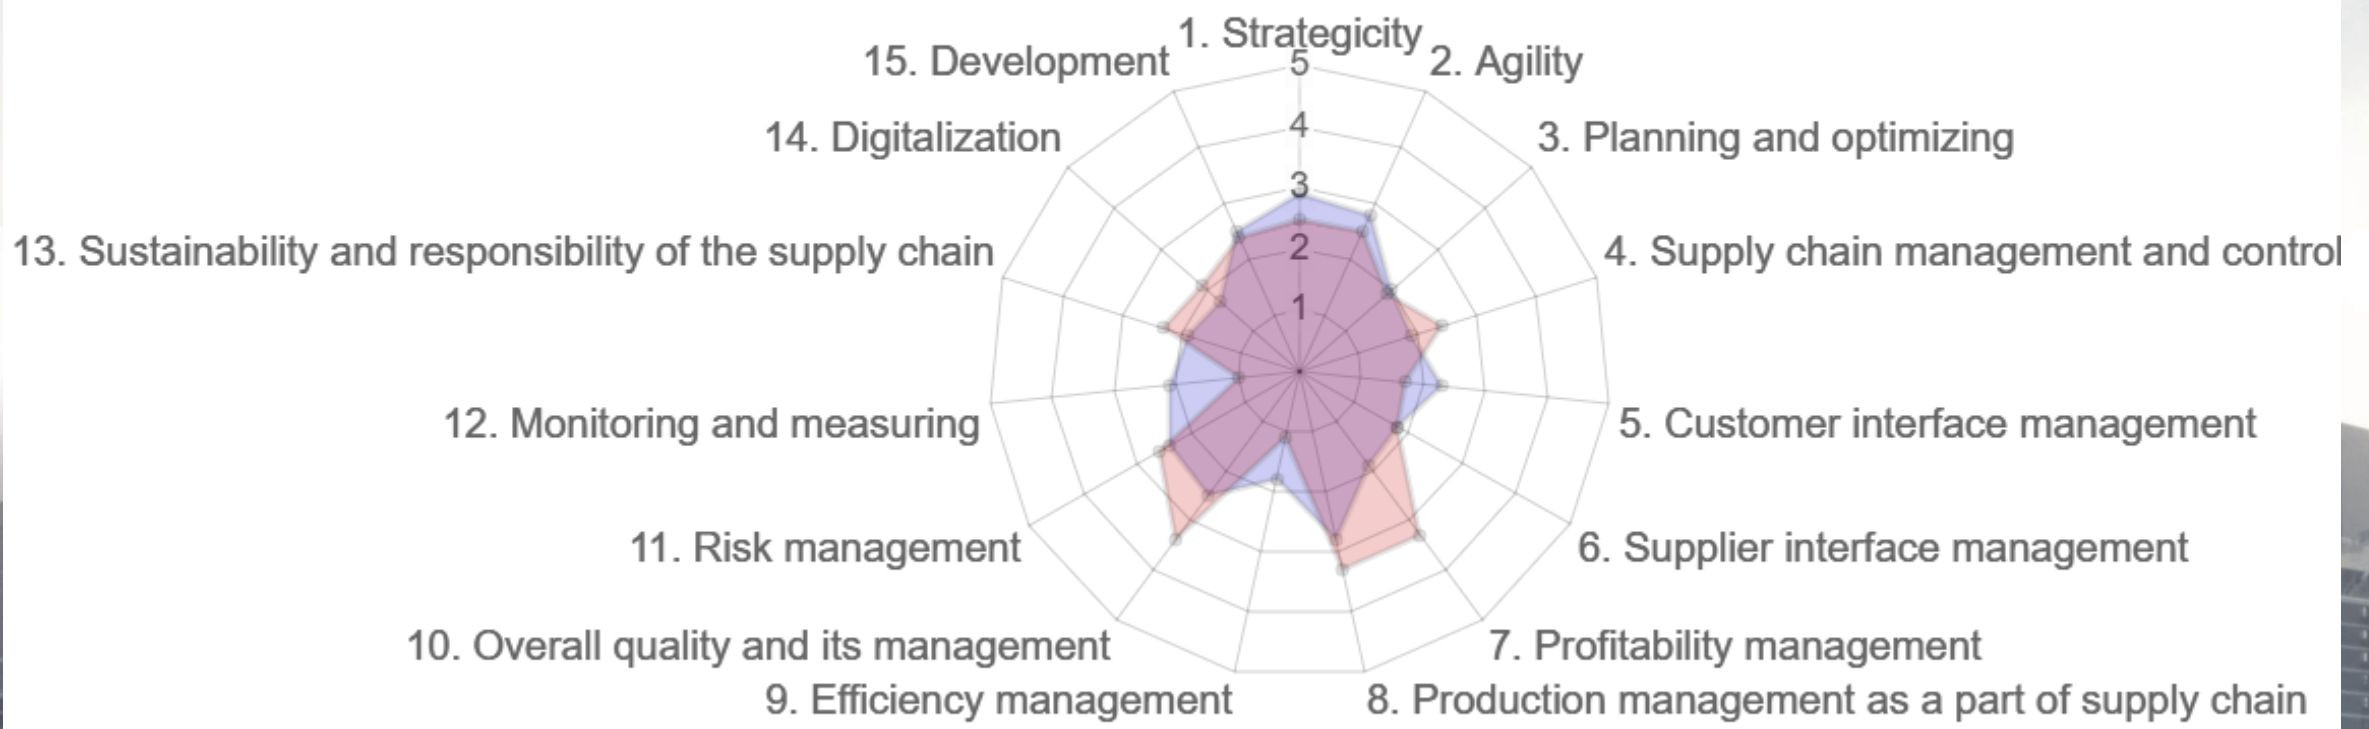 1. Strategicity
2. Agility
3. Planning and optimizing
4. Supply chain management and control
5. Customer interface management
6. Supplier interface management
7. Profitability management
8. Production management as a part of supply chain
9. Efficiency management
10. Overall quality and its management
11. Risk management
12. Monitoring and measuring
13. Sustainability and responsibility of the supply chain
14. Digitalization
15. Development
5
4
3
2
1